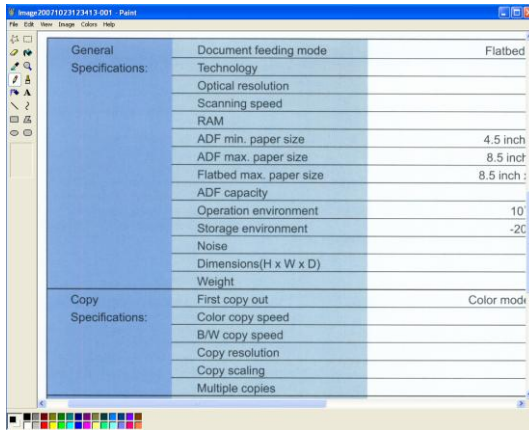 Image20071023123413-001 - Paint
File Edit View Image Colors Help
General Document feeding mode Flatbed
Specifications: Technology
Optical resolution
Scanning speed
RAM
ADF min. paper size 4.5 inch
ADF max. paper size 8.5 inch
Flatbed max. paper size 8.5 inch
ADF capacity
Operation environment 10
Storage environment -20
Noise
Dimensions(H x W x D)
Weight
Copy First copy out Color mode
Specifications: Color copy speed
B/W copy speed
Copy resolution
Copy scaling
Multiple copies